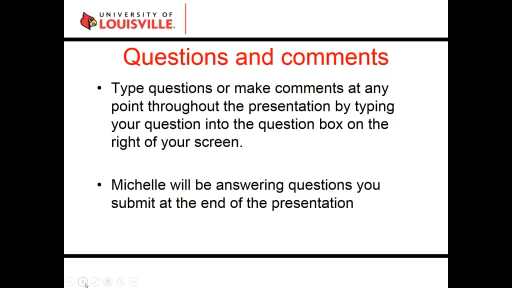 UNIVERSITY OF
LOUISVILLE.
Questions and comments
• Type questions or make comments at any
point throughout the presentation by typing
your question into the question box on the
right of your screen.
• Michelle will be answering questions you
submit at the end of the presentation